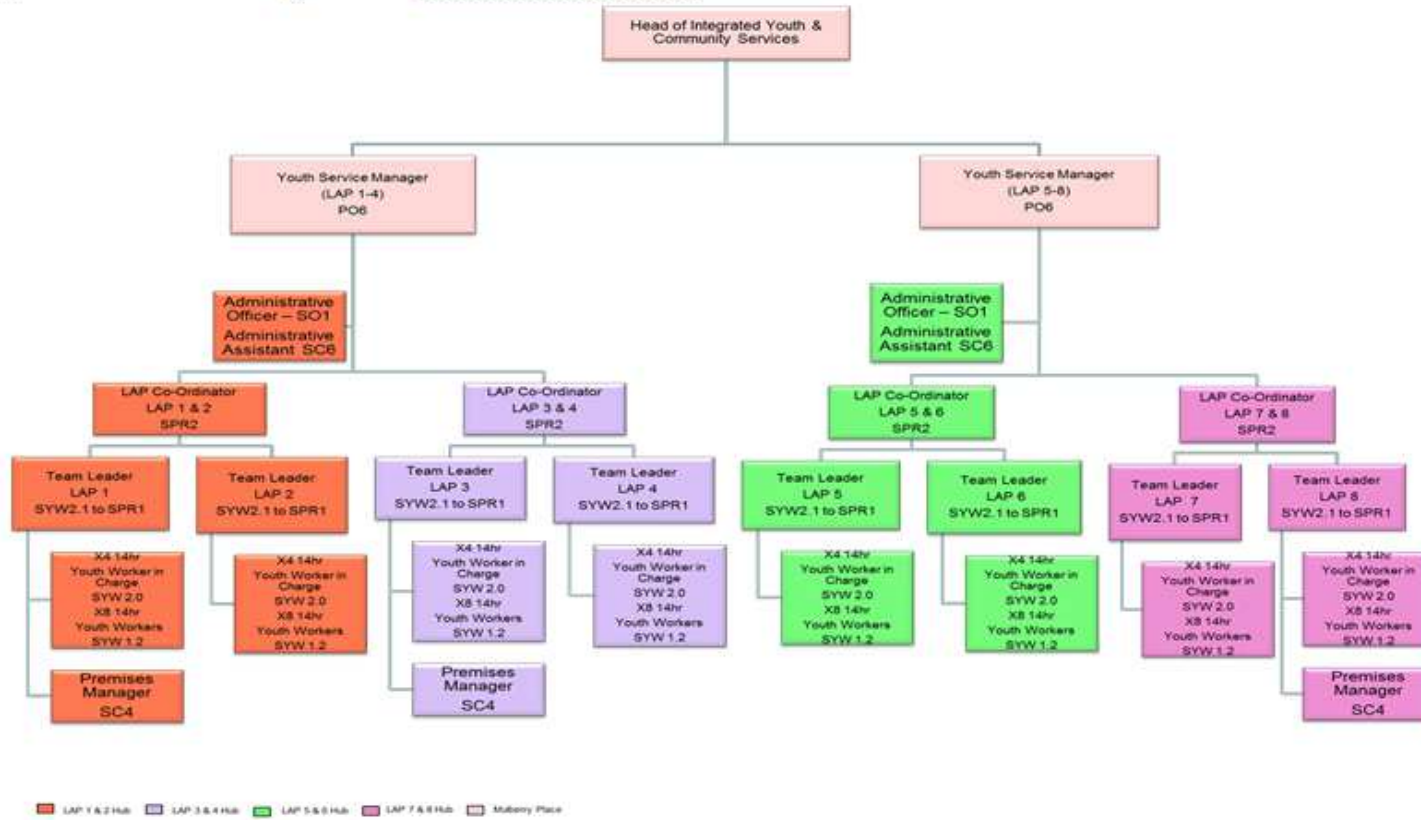 Head of Integrated Youth &
Community Services
Youth Service Manager
(LAP 1-4)
PO6
Youth Service Manager
(LAP 5-8)
PO6
Administrative
Officer – SO1
Administrative
Assistant SC6
Administrative
Officer – SO1
Administrative
Assistant SC6
LAP Co-Ordinator
LAP 1 & 2
SPR2
LAP Co-Ordinator
LAP 3 & 4
SPR2
LAP Co-Ordinator
LAP 5 & 6
SPR2
LAP Co-Ordinator
LAP 7 & 8
SPR2
Team Leader
LAP 1
SYW2.1 to SPR1
Team Leader
LAP 2
SYW2.1 to SPR1
Team Leader
LAP 3
SYW2.1 to SPR1
Team Leader
LAP 4
SYW2.1 to SPR1
Team Leader
LAP 5
SYW2.1 to SPR1
Team Leader
LAP 6
SYW2.1 to SPR1
Team Leader
LAP 7
SYW2.1 to SPR1
Team Leader
LAP 8
SYW2.1 to SPR1
X4 14hr
Youth Worker in
Charge
SYW 2.0
X8 14hr
Youth Workers
SYW 1.2
X4 14hr
Youth Worker in
Charge
SYW 2.0
X8 14hr
Youth Workers
SYW 1.2
X4 14hr
Youth Worker in
Charge
SYW 2.0
X8 14hr
Youth Workers
SYW 1.2
X4 14hr
Youth Worker in
Charge
SYW 2.0
X8 14hr
Youth Workers
SYW 1.2
X4 14hr
Youth Worker in
Charge
SYW 2.0
X8 14hr
Youth Workers
SYW 1.2
X4 14hr
Youth Worker in
Charge
SYW 2.0
X8 14hr
Youth Workers
SYW 1.2
X4 14hr
Youth Worker in
Charge
SYW 2.0
X8 14hr
Youth Workers
SYW 1.2
X4 14hr
Youth Worker in
Charge
SYW 2.0
X8 14hr
Youth Workers
SYW 1.2
Premises
Manager
SC4
Premises
Manager
SC4
Premises
Manager
SC4
LAP 1 & 2 Hub LAP 3 & 4 Hub LAP 5 & 6 Hub LAP 7 & 8 Hub Mulberry Place